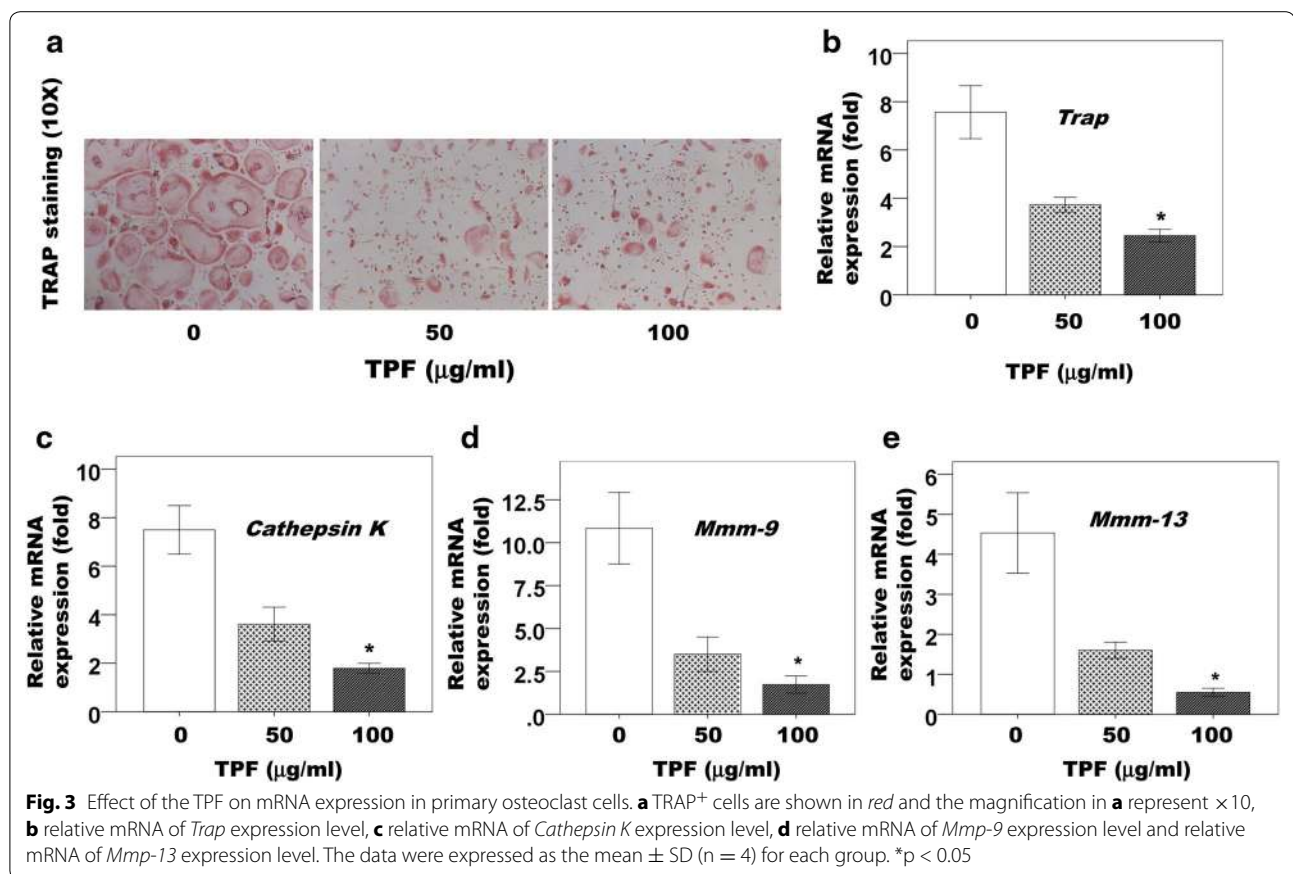 a
TRAP staining (10X)
0 50 100
TPF (μg/ml)
b
Relative mRNA
expression (fold)
10
8
6
4
2
0
Trap
*
0 50 100
TPF (μg/ml)
c
Relative mRNA
expression (fold)
10
8
6
4
2
0
Cathepsin K
*
0 50 100
TPF (μg/ml)
d
Relative mRNA
expression (fold)
12.5
10.0
7.5
5.0
2.5
.0
Mmm-9
*
0 50 100
TPF (μg/ml)
e
Relative mRNA
expression (fold)
6
5
4
3
2
1
0
Mmm-13
*
0 50 100
TPF (μg/ml)
Fig. 3 Effect of the TPF on mRNA expression in primary osteoclast cells. a TRAP⁺ cells are shown in red and the magnification in a represent ×10,
b relative mRNA of Trap expression level, c relative mRNA of Cathepsin K expression level, d relative mRNA of Mmp-9 expression level and relative
mRNA of Mmp-13 expression level. The data were expressed as the mean ± SD (n = 4) for each group. *p < 0.05